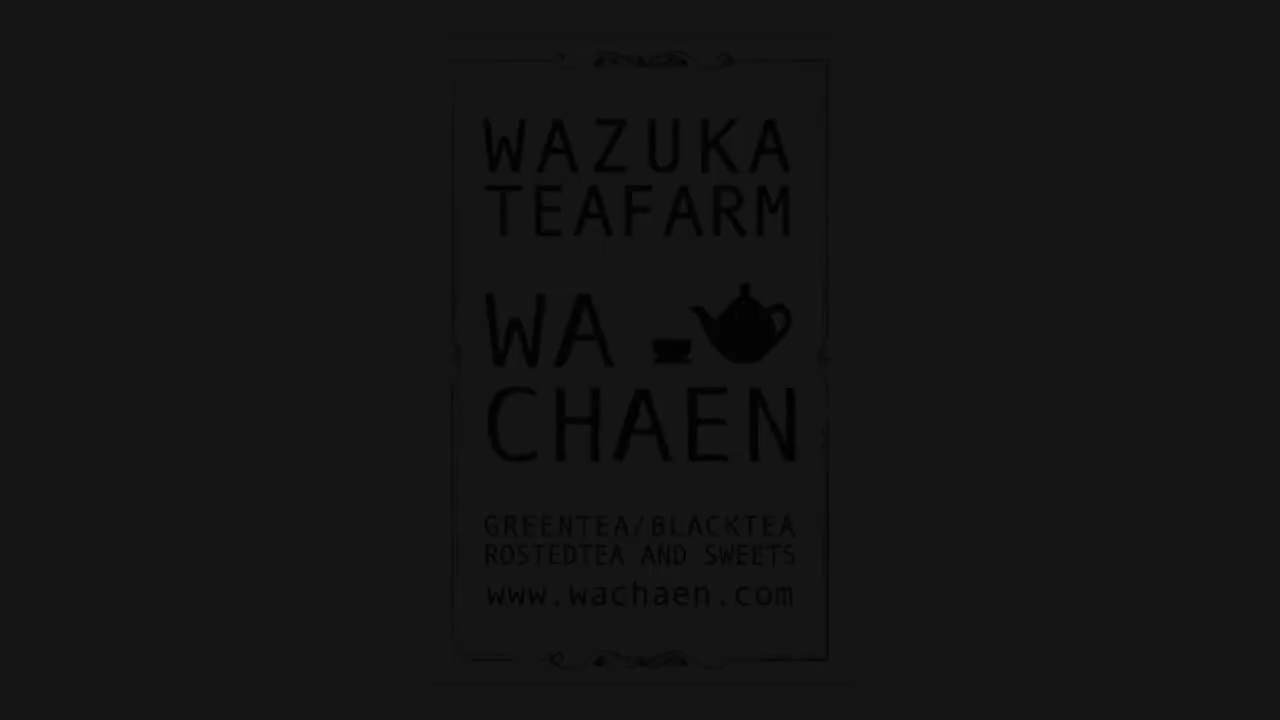 WAZUKA
TEAFARM
WA
CHAEN
GREENTEA/BLACKTEA
ROSTEDTEA AND SWEETS
www.wachaen.com